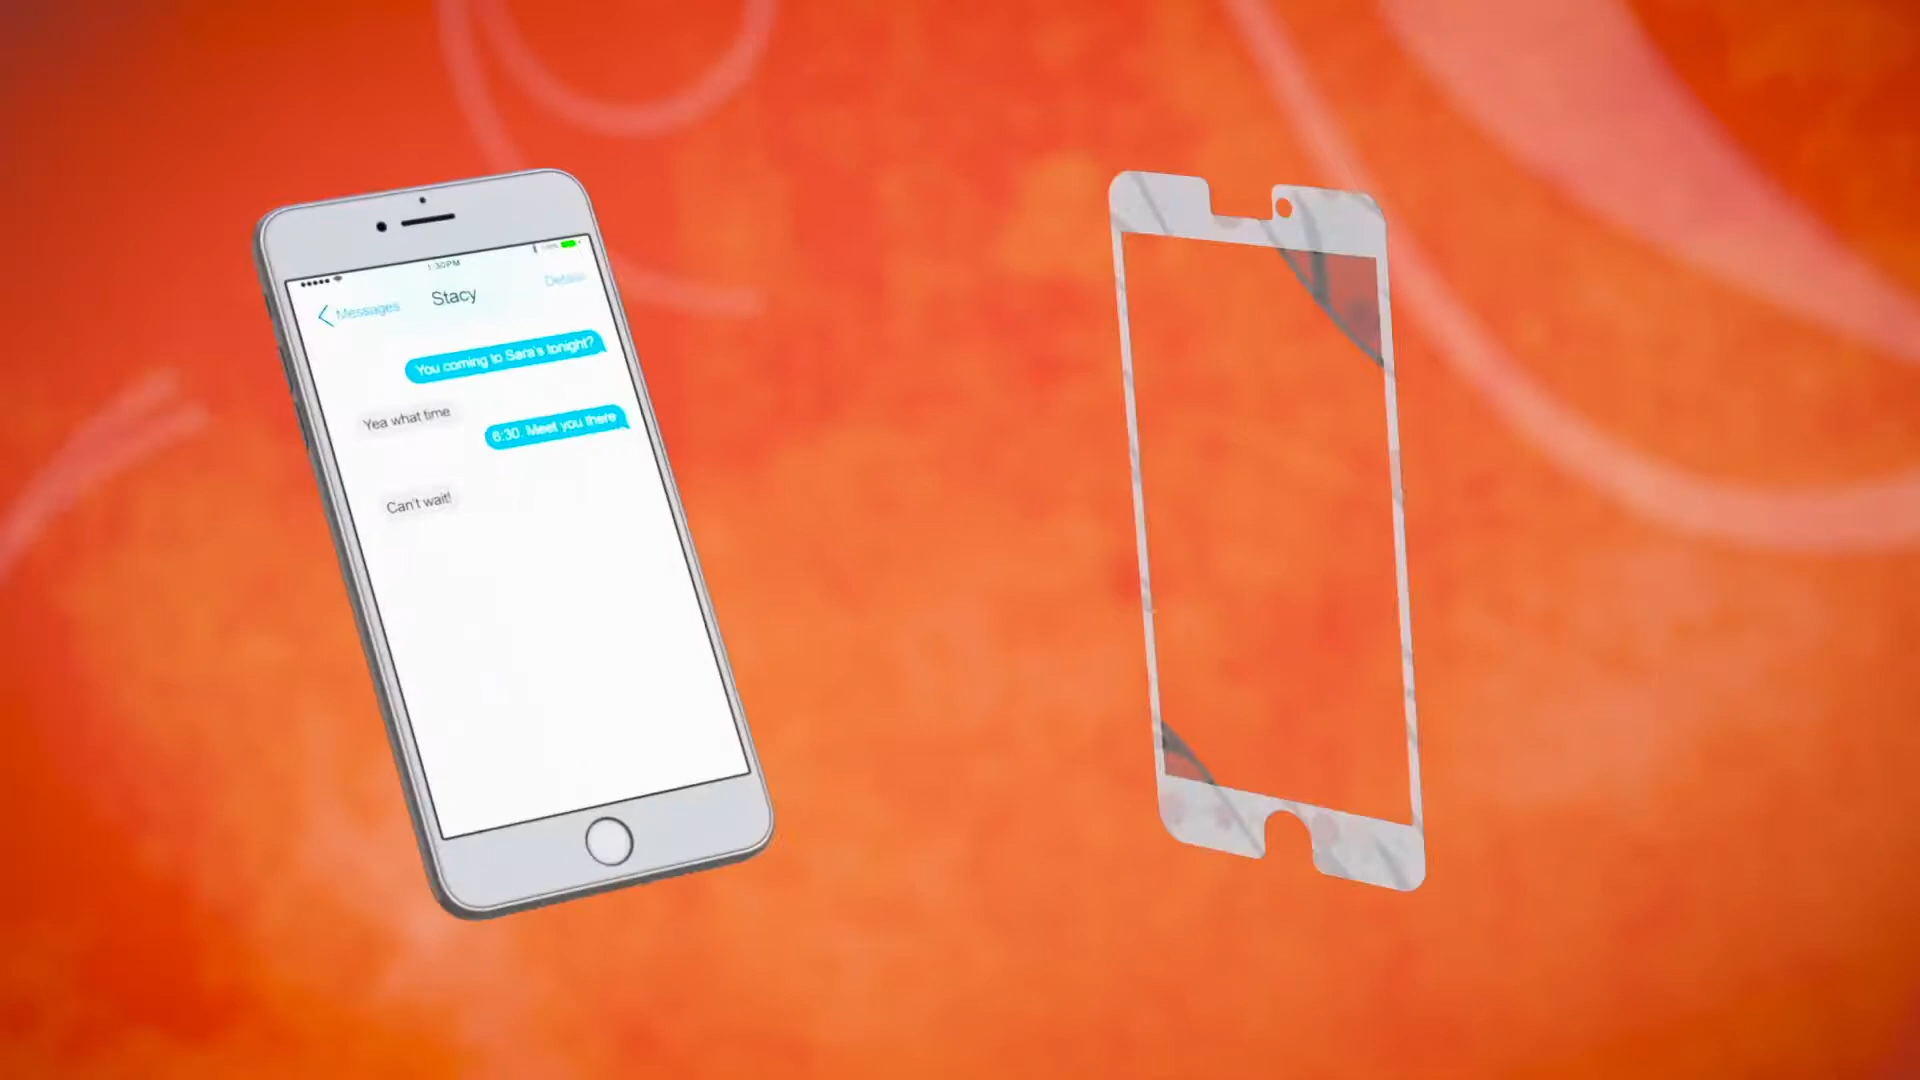 1:30PM
Messages
Stacy
Details
You coming to Sara's tonight?
Yea what time
6:30. Meet you there
Can't wait!